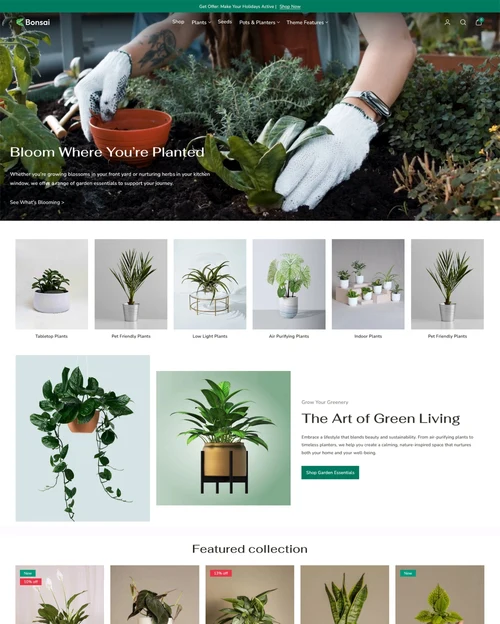 Get Offer: Make Your Holidays Active | Shop Now
Bonsai
Shop Plants Seeds Pots & Planters Theme Features
Bloom Where You're Planted
Whether you're growing blossoms in your front yard or nurturing herbs in your kitchen
window, we offer a range of garden essentials to support your journey.
See What's Blooming >
Tabletop Plants
Pet Friendly Plants
Low Light Plants
Air Purifying Plants
Indoor Plants
Pet Friendly Plants
Grow Your Greenery
The Art of Green Living
Embrace a lifestyle that blends beauty and sustainability. From air-purifying plants to
timeless planters, we help you create a calming, nature-inspired space that nurtures
both your home and your well-being.
Shop Garden Essentials
Featured collection
New
10% off
13% off
New